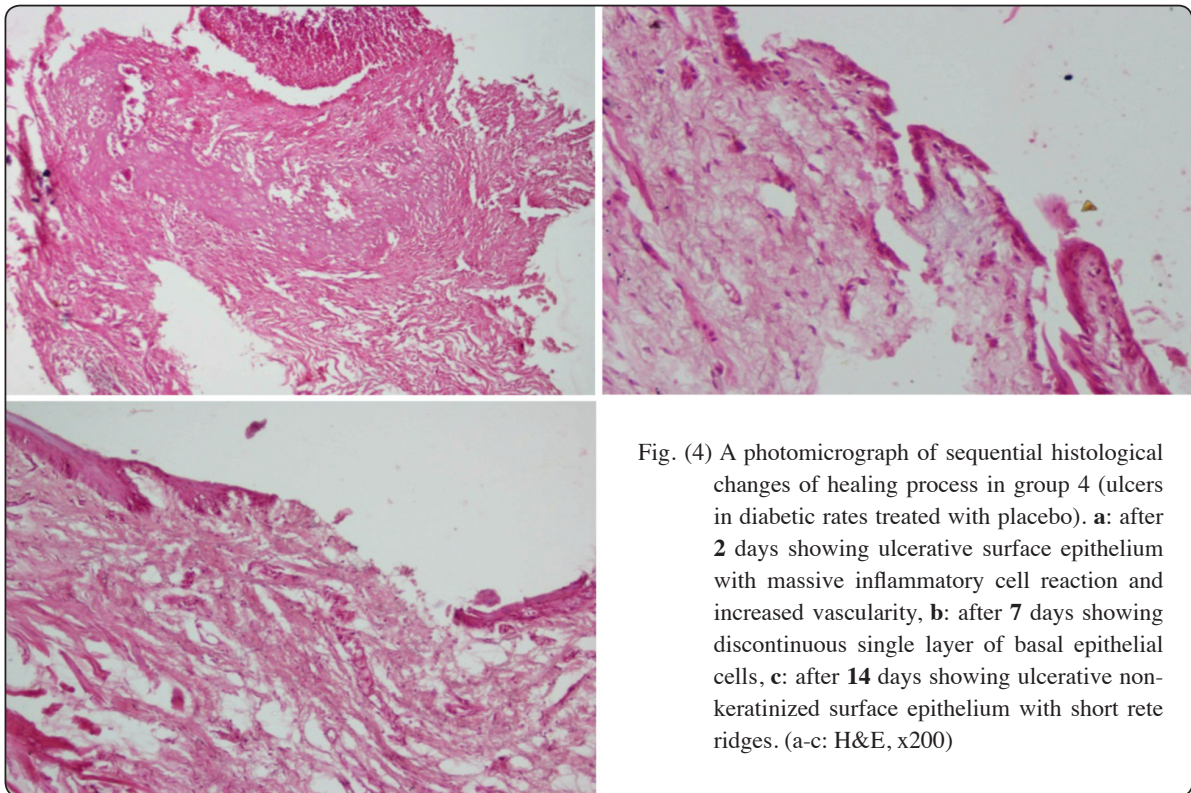 Fig. (4) A photomicrograph of sequential histological
changes of healing process in group 4 (ulcers
in diabetic rates treated with placebo). a: after
2 days showing ulcerative surface epithelium
with massive inflammatory cell reaction and
increased vascularity, b: after 7 days showing
discontinuous single layer of basal epithelial
cells, c: after 14 days showing ulcerative non-
keratinized surface epithelium with short rete
ridges. (a-c: H&E, x200)